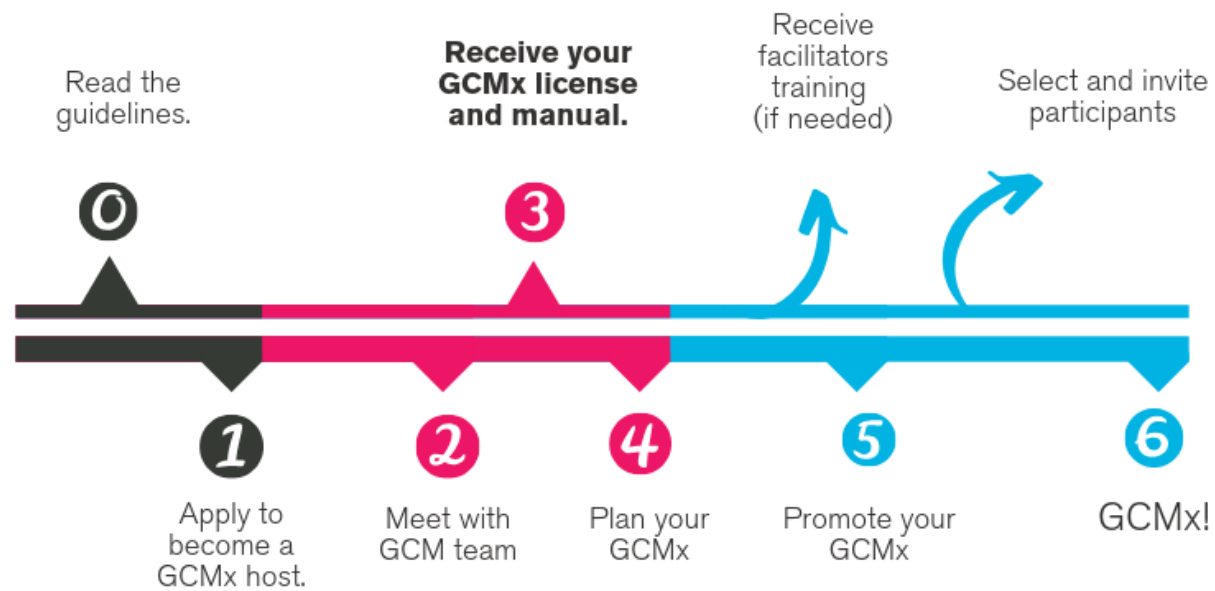 Read the
guidelines.
Receive your
GCMx license
and manual.
Receive
facilitators
training
(if needed)
Select and invite
participants
0
3
1
2
4
5
6
Apply to
become a
GCMx host.
Meet with
GCM team
Plan your
GCMx
Promote your
GCMx
GCMx!